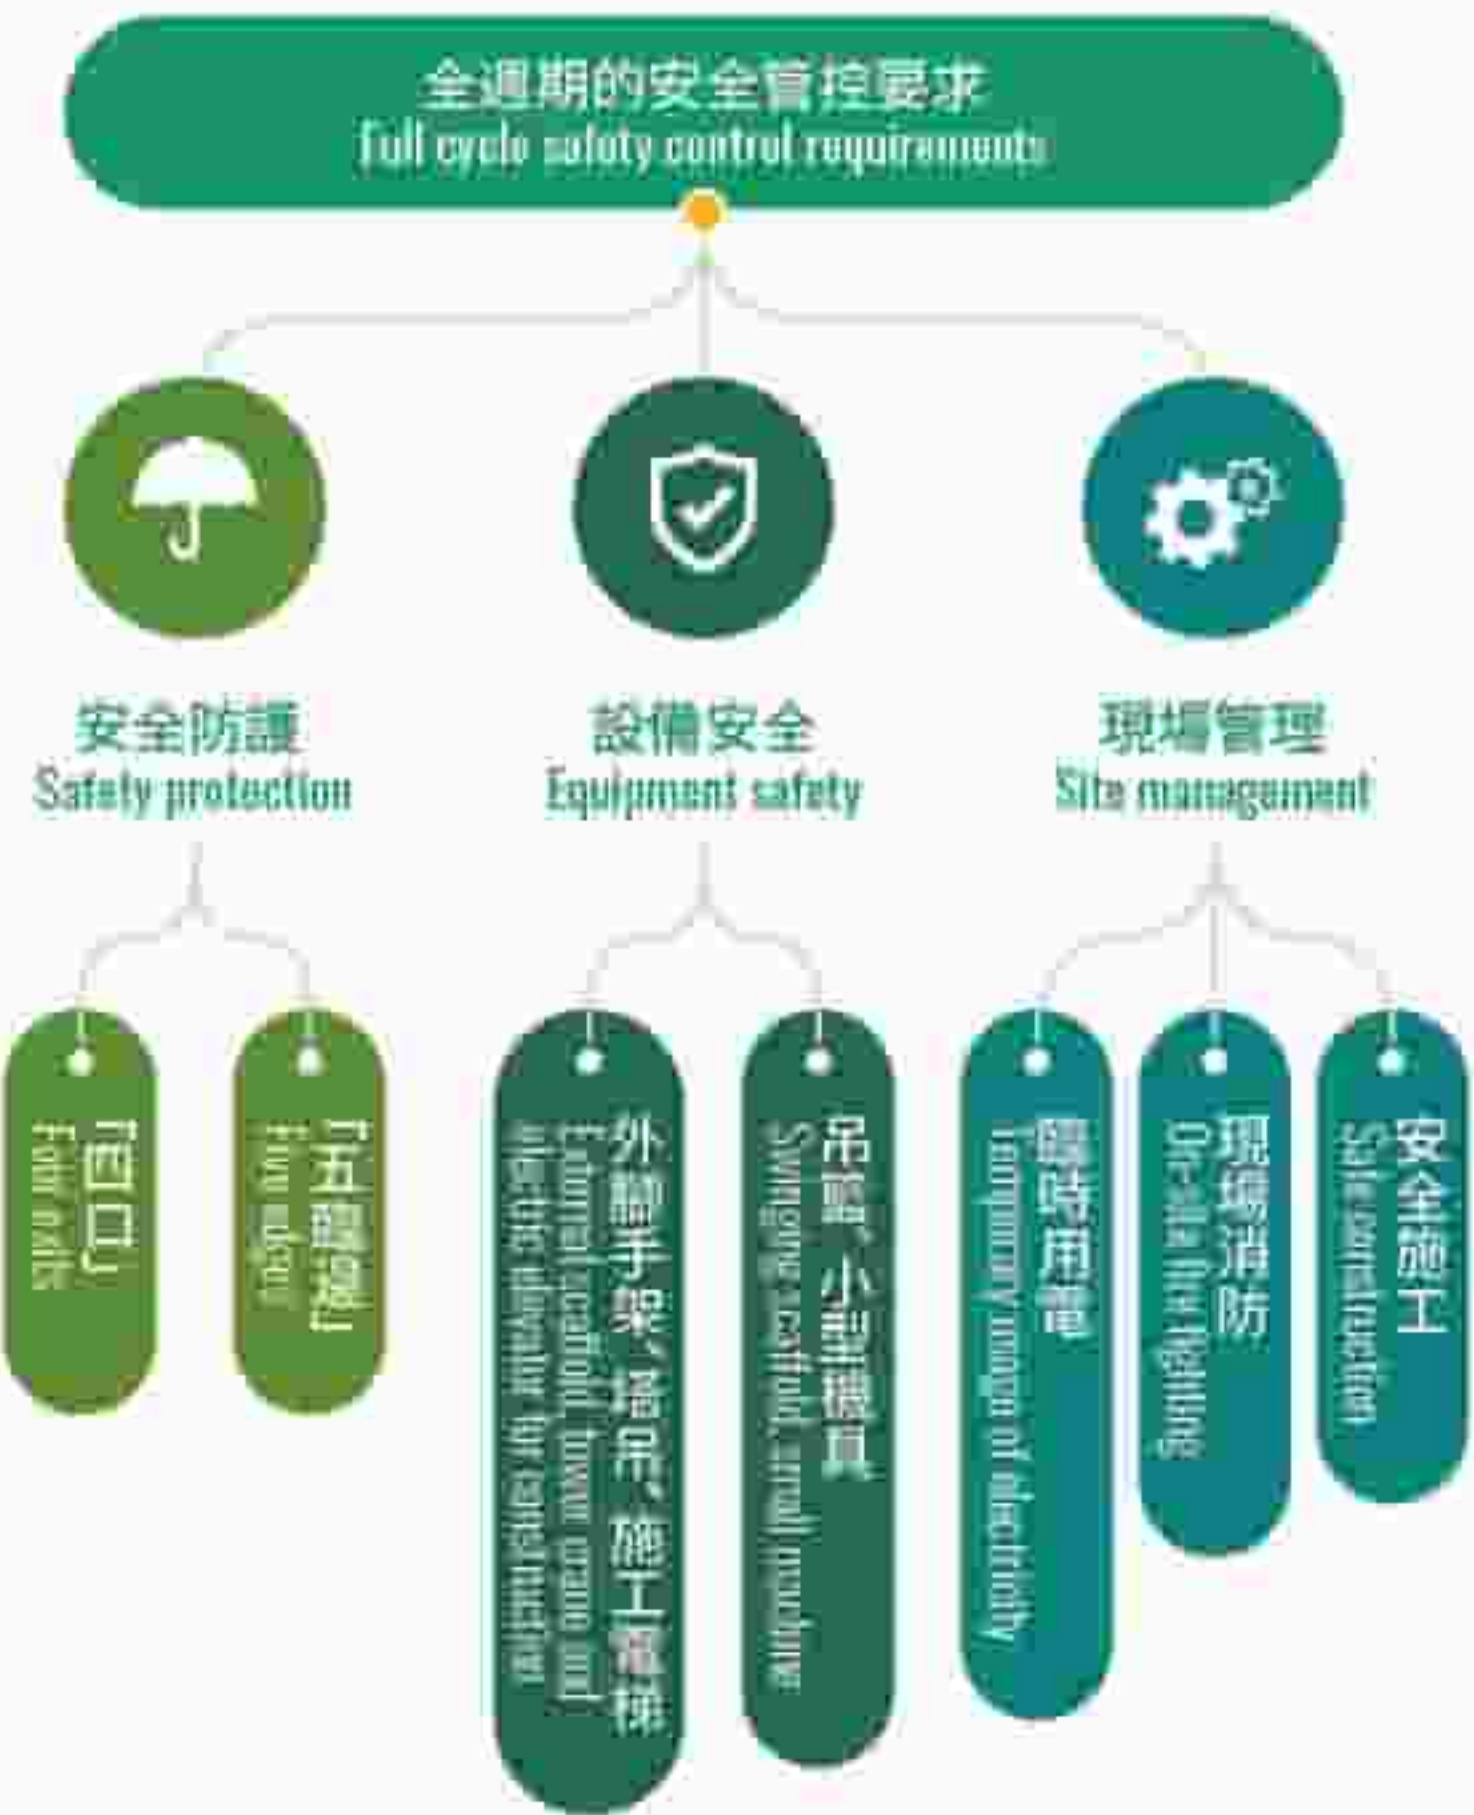 全週期的安全管控要求
Full cycle safety control requirements
安全防護
Safety protection
設備安全
Equipment safety
現場管理
Site management
「四口」
Four exits
「五臨邊」
Five edges
外腳手架、塔吊、施工電梯
External scaffold, tower crane and
electric elevator for construction
吊籃、小型機具
Swinging scaffold, small machine
臨時用電
Temporary usage of electricity
現場消防
On-site fire fighting
安全施工
Safe construction